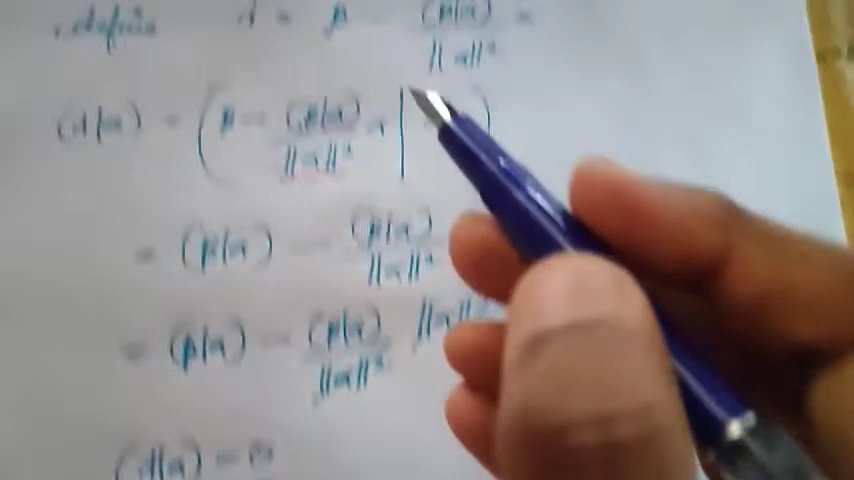 define d = β - (β|α) / ||α||²
(d|α) = ( β - (β|α) / ||α||² α | )
= (β|α) - (β|α) / ||α||²
= (β|α) - (β|α) / ||α||² ||α||²
(d|α) = 0